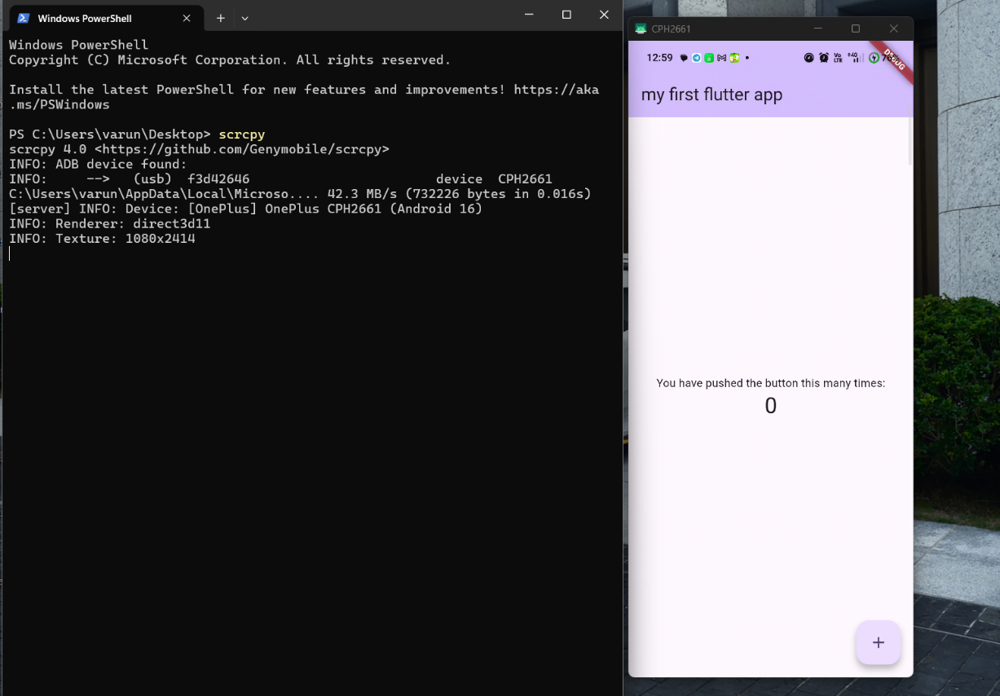 Windows PowerShell
Windows PowerShell
Copyright (C) Microsoft Corporation. All rights reserved.
Install the latest PowerShell for new features and improvements! https://aka
.ms/PSWindows
PS C:\Users\varun\Desktop> scrcpy
scrcpy 4.0 <https://github.com/Genymobile/scrcpy>
INFO: ADB device found:
INFO:     -->   (usb)  f3d42646                        device  CPH2661
C:\Users\varun\AppData\Local\Microso.... 42.3 MB/s (732226 bytes in 0.016s)
[server] INFO: Device: [OnePlus] OnePlus CPH2661 (Android 16)
INFO: Renderer: direct3d11
INFO: Texture: 1080x2414
CPH2661
12:59 Vo LTE 4G
DEBUG
my first flutter app
You have pushed the button this many times:
0
+